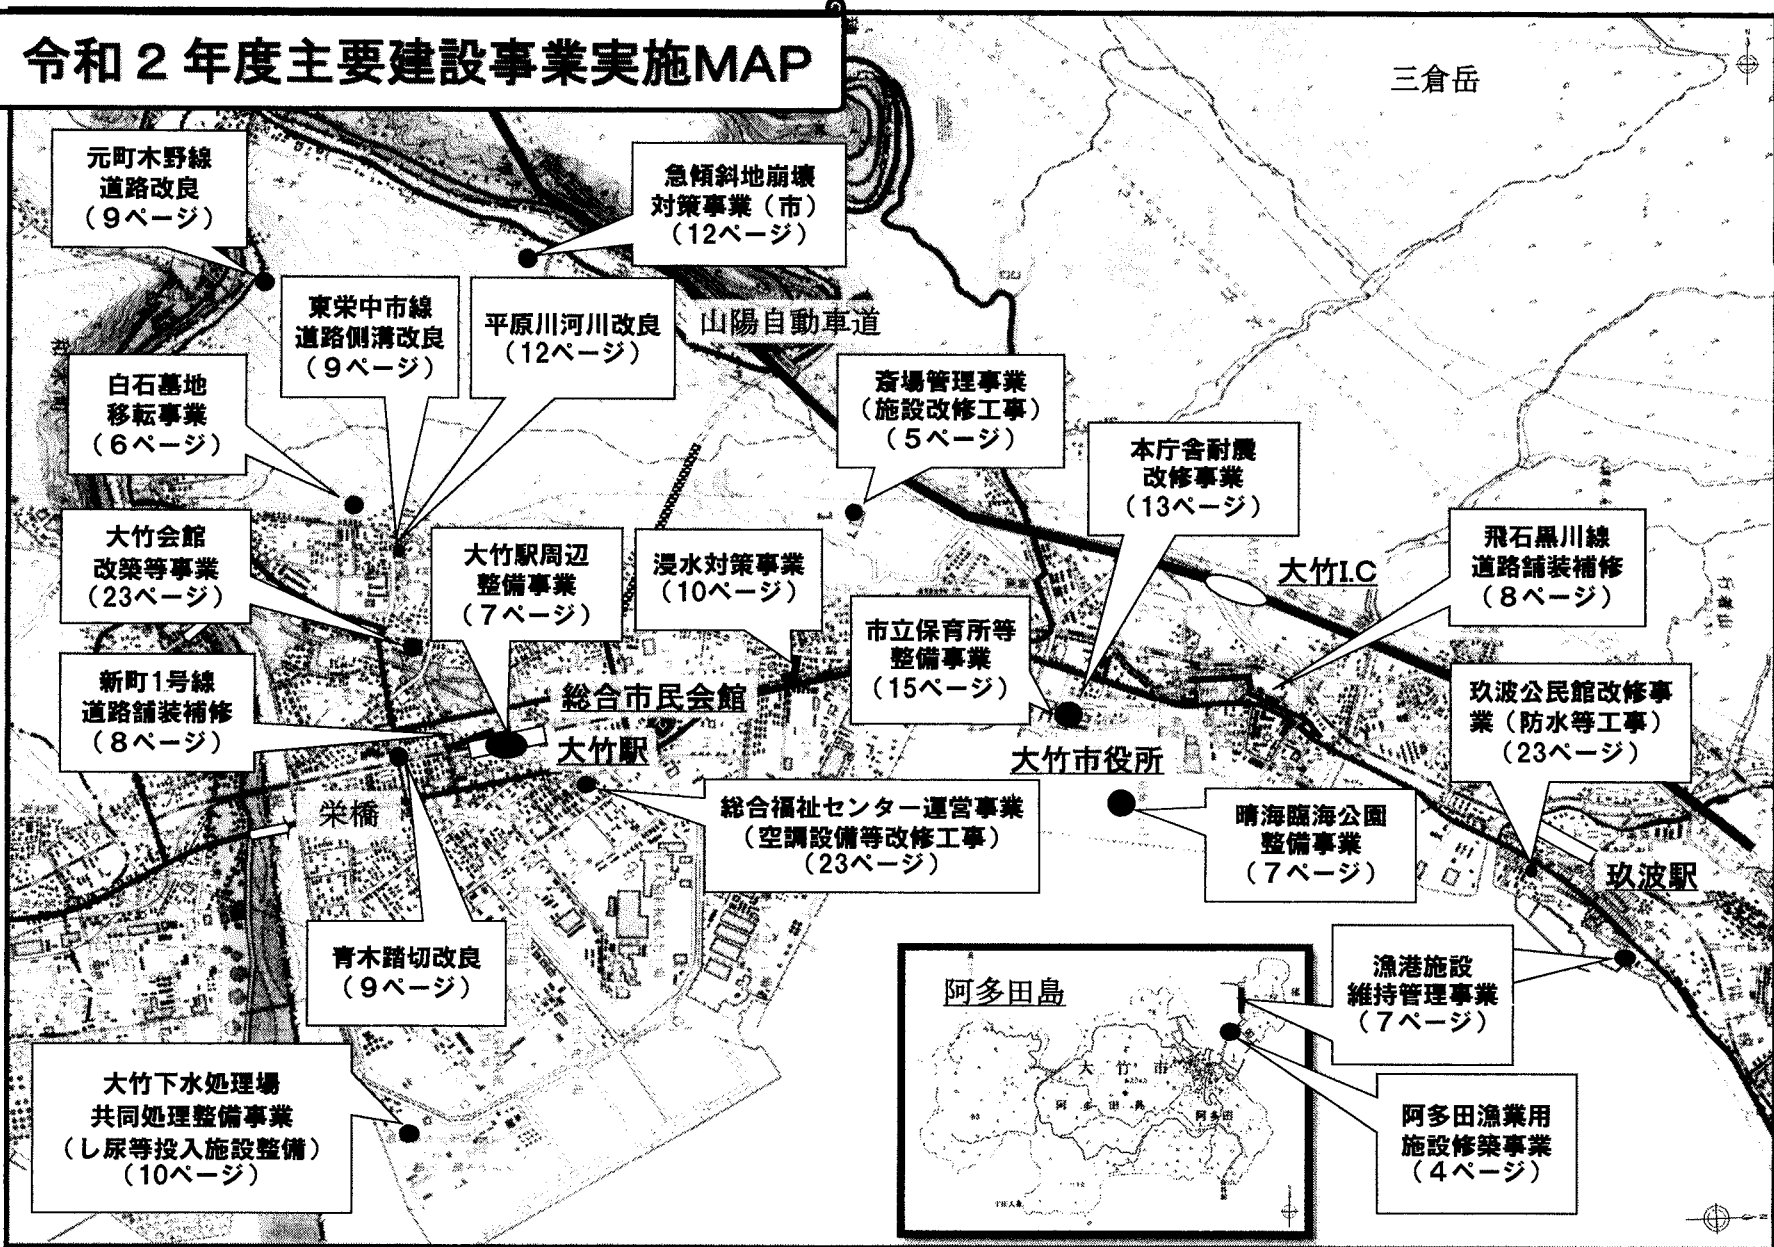 令和２年度主要建設事業実施MAP
三倉岳
元町木野線
道路改良
（9ページ）
急傾斜地崩壊
対策事業（市）
（12ページ）
東栄中市線
道路側溝改良
（9ページ）
平原川河川改良
（12ページ）
山陽自動車道
白石墓地
移転事業
（6ページ）
斎場管理事業
（施設改修工事）
（5ページ）
本庁舎耐震
改修事業
（13ページ）
大竹会館
改築等事業
（23ページ）
大竹駅周辺
整備事業
（7ページ）
浸水対策事業
（10ページ）
大竹I.C
飛石黒川線
道路舗装補修
（8ページ）
市立保育所等
整備事業
（15ページ）
新町1号線
道路舗装補修
（8ページ）
総合市民会館
大竹駅
大竹市役所
玖波公民館改修事
業（防水等工事）
（23ページ）
栄橋
総合福祉センター運営事業
（空調設備等改修工事）
（23ページ）
晴海臨海公園
整備事業
（7ページ）
玖波駅
青木踏切改良
（9ページ）
阿多田島
漁港施設
維持管理事業
（7ページ）
大竹市
阿多田島
阿多田
大竹下水処理場
共同処理整備事業
（し尿等投入施設整備）
（10ページ）
阿多田漁業用
施設修築事業
（4ページ）